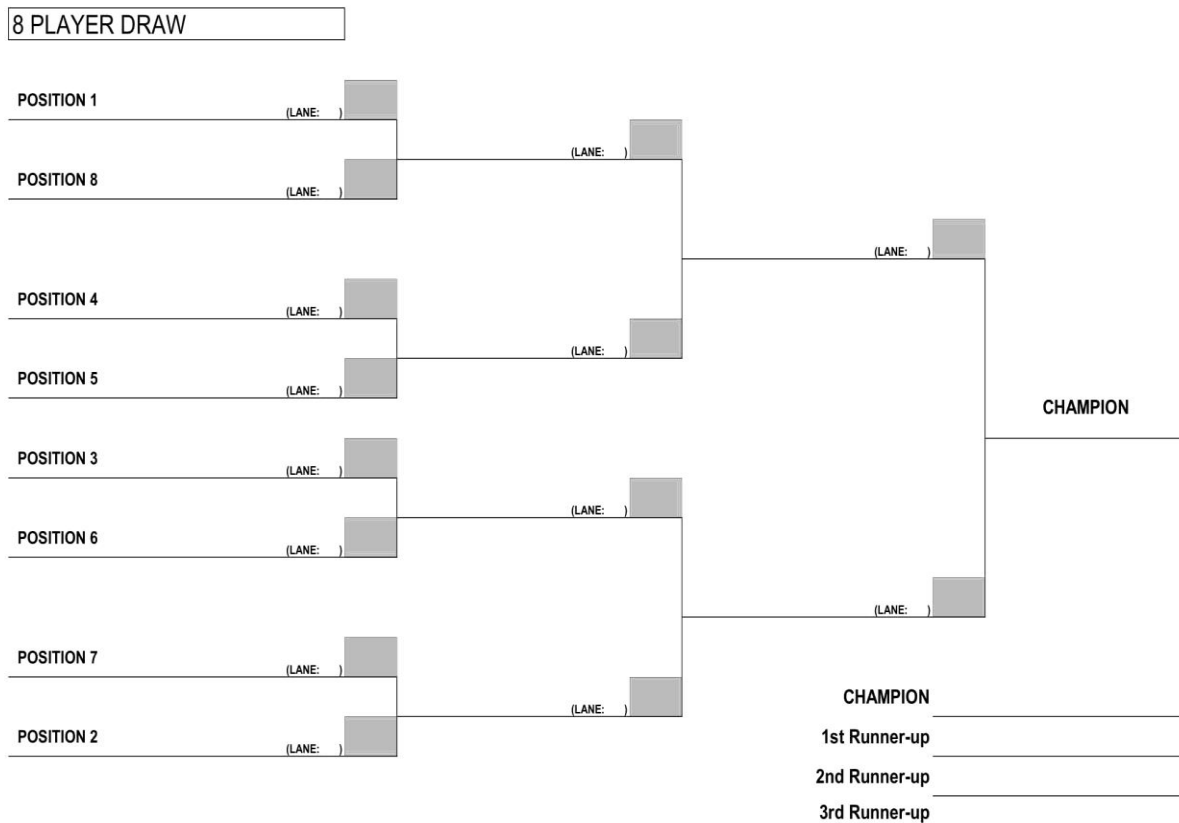 8 PLAYER DRAW
POSITION 1
(LANE: )
POSITION 8
(LANE: )
POSITION 4
(LANE: )
POSITION 5
(LANE: )
POSITION 3
(LANE: )
POSITION 6
(LANE: )
POSITION 7
(LANE: )
POSITION 2
(LANE: )
(LANE: )
(LANE: )
(LANE: )
(LANE: )
(LANE: )
(LANE: )
CHAMPION
CHAMPION
1st Runner-up
2nd Runner-up
3rd Runner-up